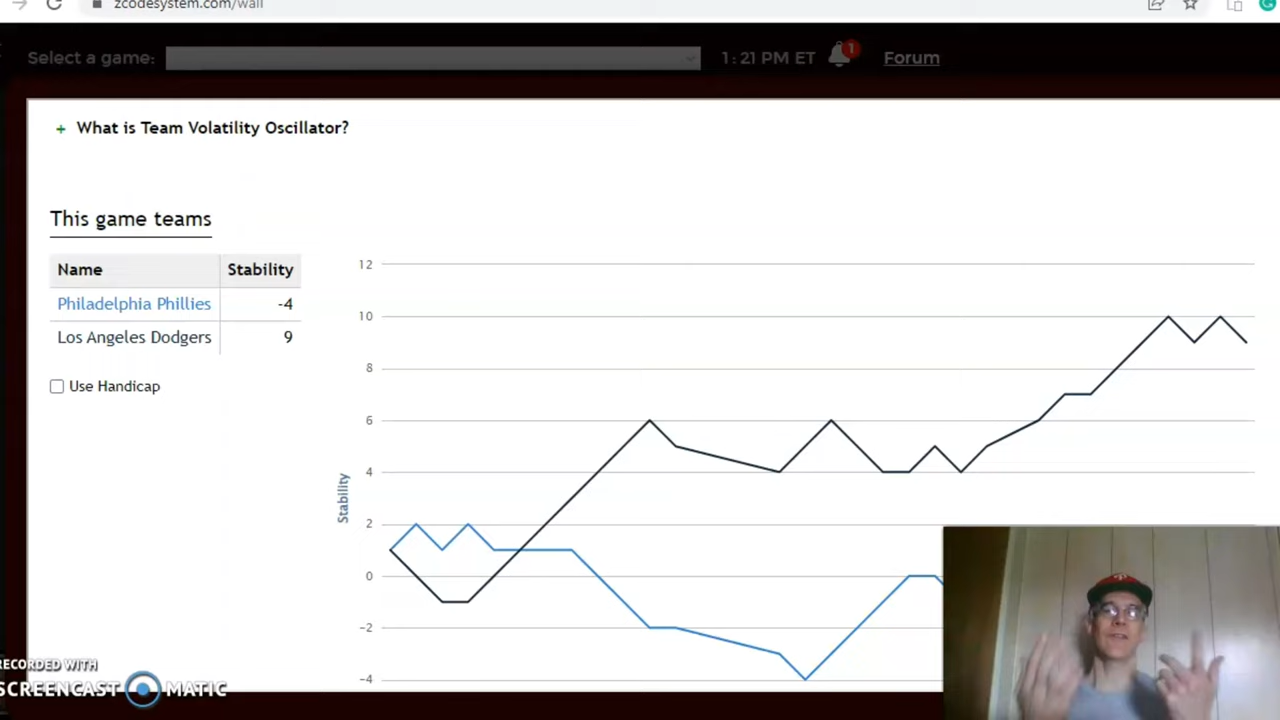 zcodesystem.com/wall
Select a game:
1:21 PM ET
1
Forum
+ What is Team Volatility Oscillator?
This game teams
Name Stability
Philadelphia Phillies -4
Los Angeles Dodgers 9
Use Handicap
12
10
8
6
4
2
0
-2
-4
Stability
RECORDED WITH
SCREENCAST MATIC